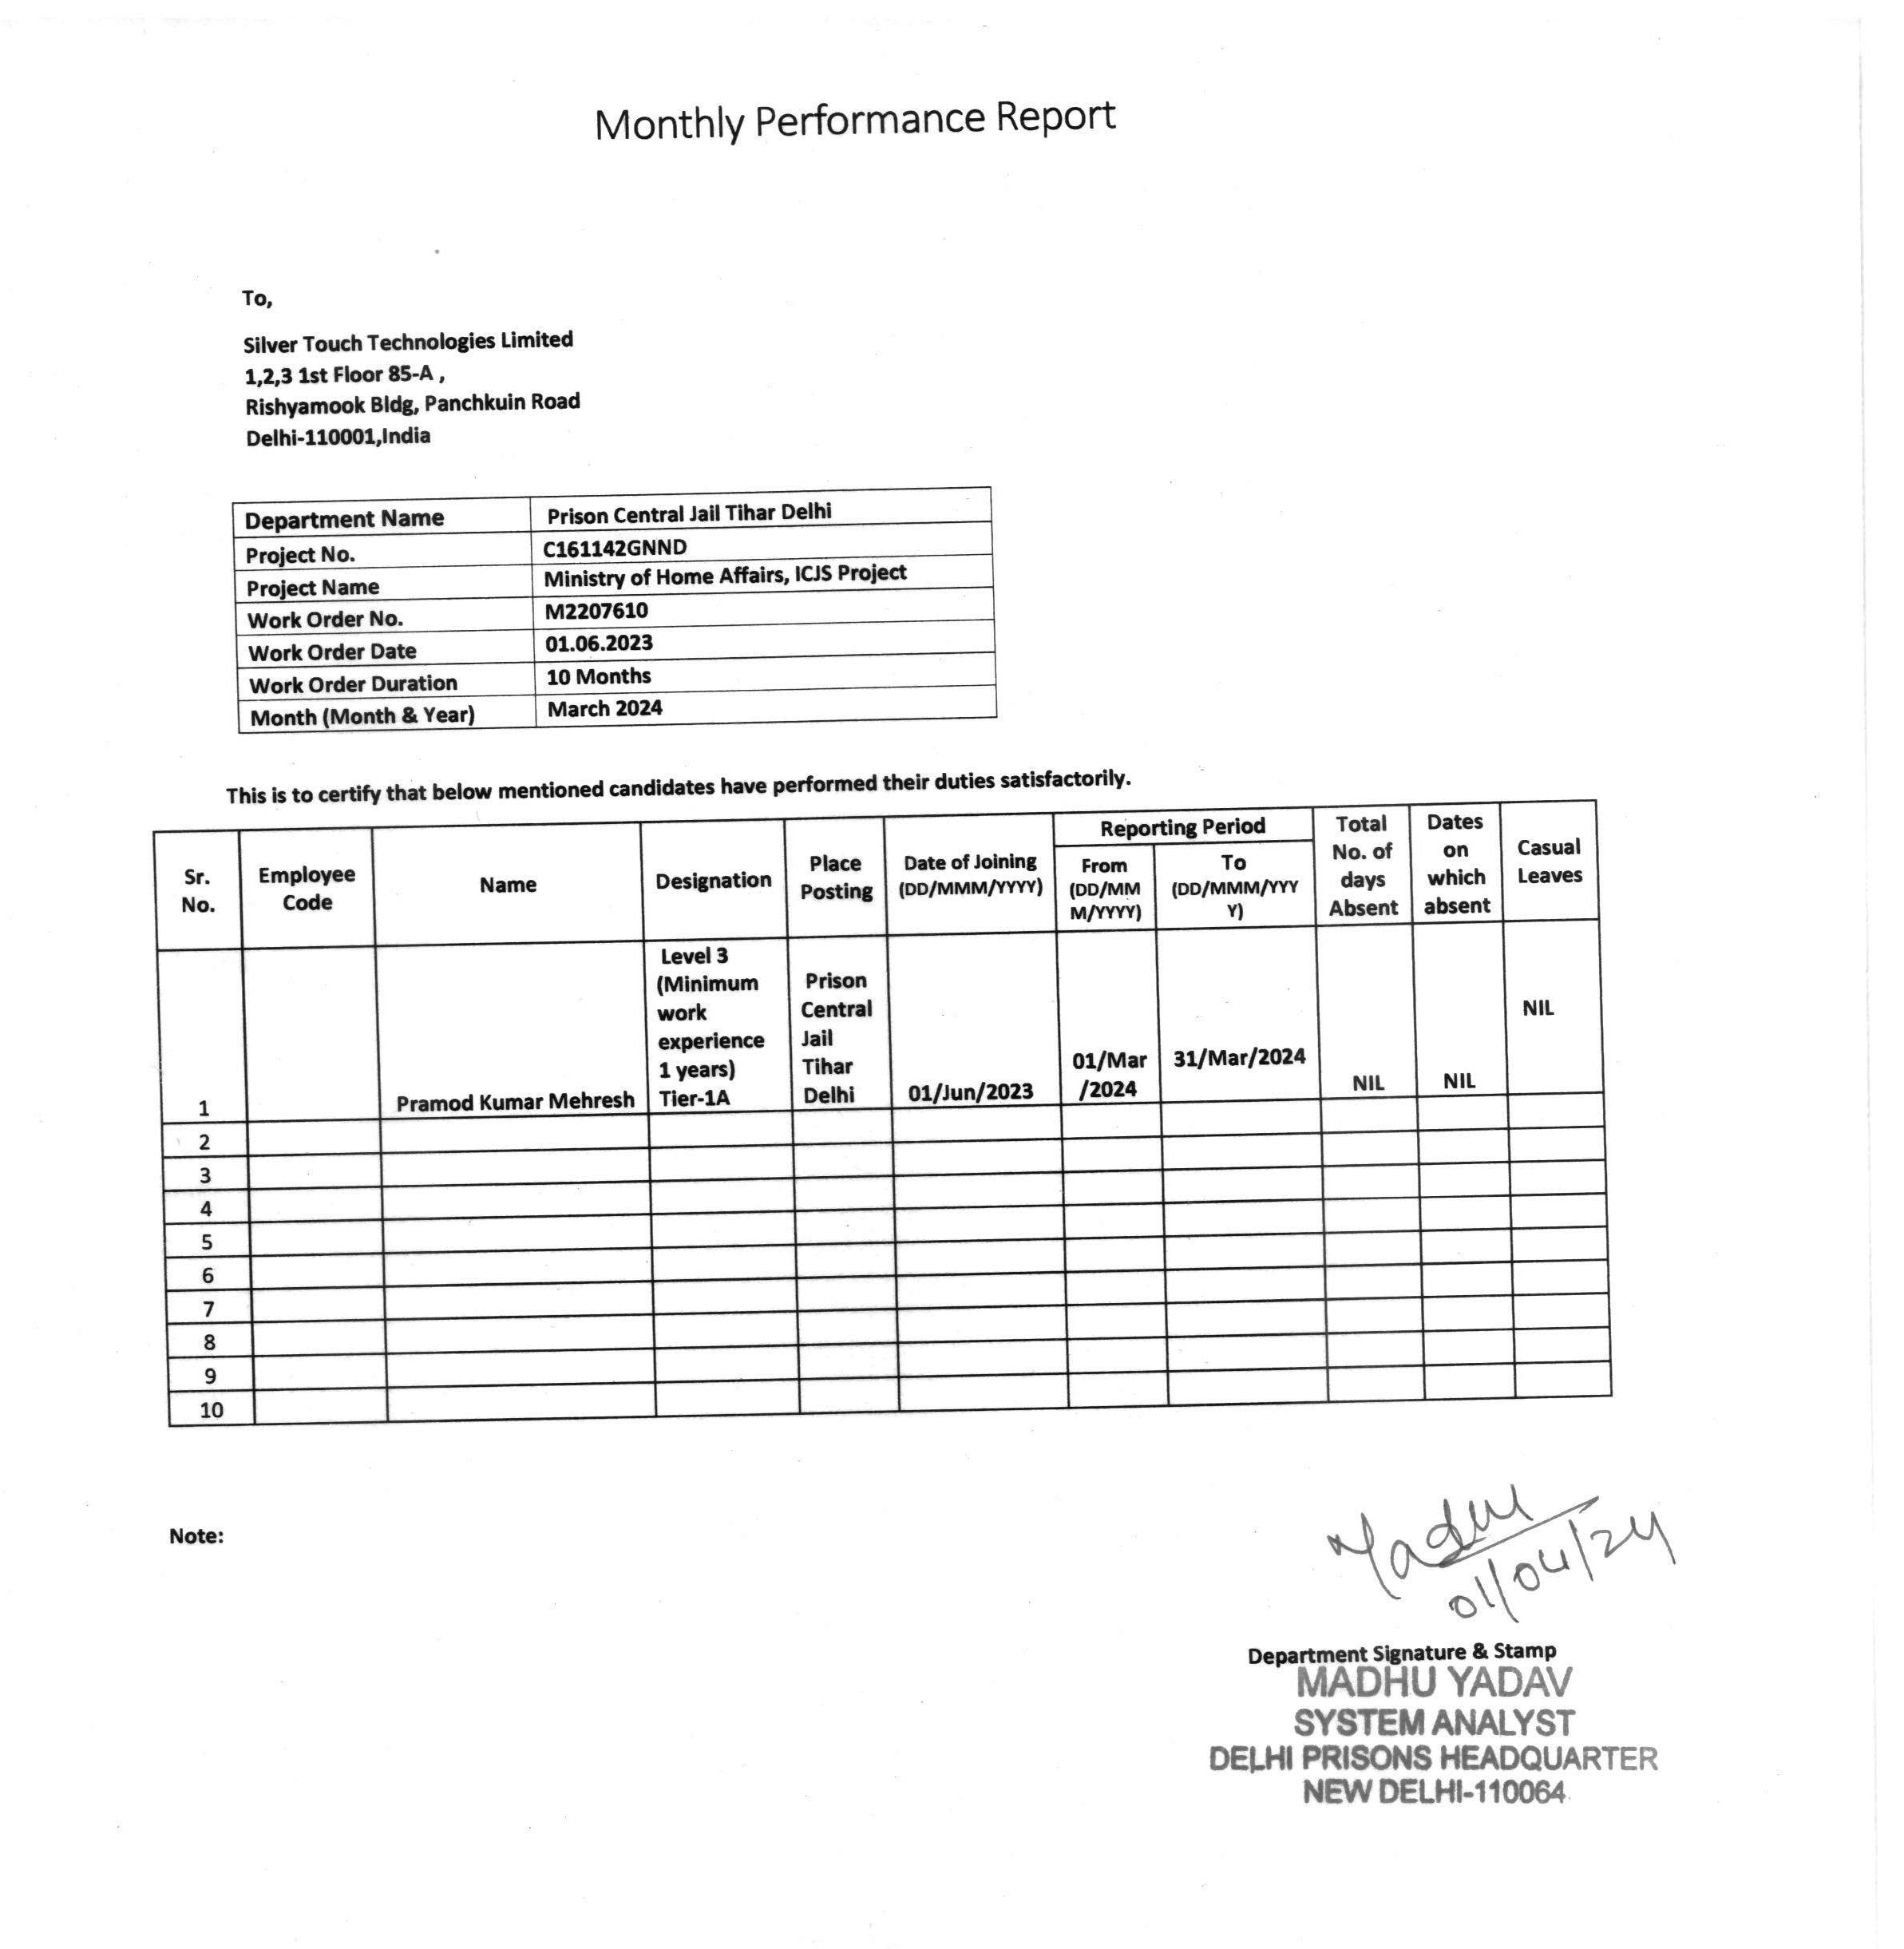 Monthly Performance Report
To,
Silver Touch Technologies Limited
1,2,3 1st Floor 85-A ,
Rishyamook Bldg, Panchkuin Road
Delhi-110001,India
Department Name Prison Central Jail Tihar Delhi
Project No. C161142GNND
Project Name Ministry of Home Affairs, ICJS Project
Work Order No. M2207610
Work Order Date 01.06.2023
Work Order Duration 10 Months
Month (Month & Year) March 2024
This is to certify that below mentioned candidates have performed their duties satisfactorily.
Sr.
No.
Employee
Code
Name
Designation
Place
Posting
Date of Joining
(DD/MMM/YYYY)
Reporting Period
From
(DD/MM
M/YYYY)
To
(DD/MMM/YYY
Y)
Total
No. of
days
Absent
Dates
on
which
absent
Casual
Leaves
1
Pramod Kumar Mehresh
Level 3
(Minimum
work
experience
1 years)
Tier-1A
Prison
Central
Jail
Tihar
Delhi
01/Jun/2023
01/Mar
/2024
31/Mar/2024
NIL
NIL
NIL
2
3
4
5
6
7
8
9
10
Note:
Madhu
01/04/24
Department Signature & Stamp
MADHU YADAV
SYSTEM ANALYST
DELHI PRISONS HEADQUARTER
NEW DELHI-110064